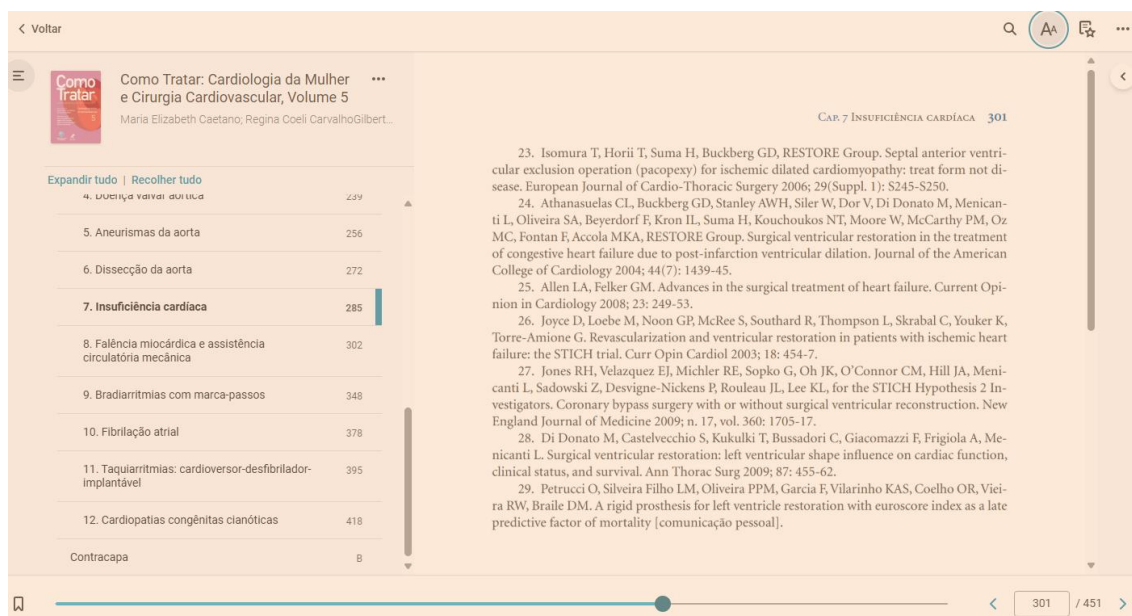 Voltar
AA
Como Tratar: Cardiologia da Mulher
e Cirurgia Cardiovascular, Volume 5
Maria Elizabeth Caetano; Regina Coeli CarvalhoGilbert...
Como
Tratar
5
Expandir tudo | Recolher tudo
4. Doença valvar aórtica 239
5. Aneurismas da aorta 256
6. Dissecção da aorta 272
7. Insuficiência cardíaca 285
8. Falência miocárdica e assistência
circulatória mecânica 302
9. Bradiarritmias com marca-passos 348
10. Fibrilação atrial 378
11. Taquiarritmias: cardioversor-desfibrilador-
implantável 395
12. Cardiopatias congênitas cianóticas 418
Contracapa B
CAP. 7 INSUFICIÊNCIA CARDÍACA 301
23. Isomura T, Horii T, Suma H, Buckberg GD, RESTORE Group. Septal anterior ventri-
cular exclusion operation (pacopexy) for ischemic dilated cardiomyopathy: treat form not di-
sease. European Journal of Cardio-Thoracic Surgery 2006; 29(Suppl. 1): S245-S250.
24. Athanasuelas CL, Buckberg GD, Stanley AWH, Siler W, Dor V, Di Donato M, Menican-
ti L, Oliveira SA, Beyerdorf F, Kron IL, Suma H, Kouchoukos NT, Moore W, McCarthy PM, Oz
MC, Fontan F, Accola MKA, RESTORE Group. Surgical ventricular restoration in the treatment
of congestive heart failure due to post-infarction ventricular dilation. Journal of the American
College of Cardiology 2004; 44(7): 1439-45.
25. Allen LA, Felker GM. Advances in the surgical treatment of heart failure. Current Opi-
nion in Cardiology 2008; 23: 249-53.
26. Joyce D, Loebe M, Noon GP, McRee S, Southard R, Thompson L, Skrabal C, Youker K,
Torre-Amione G. Revascularization and ventricular restoration in patients with ischemic heart
failure: the STICH trial. Curr Opin Cardiol 2003; 18: 454-7.
27. Jones RH, Velazquez EJ, Michler RE, Sopko G, Oh JK, O'Connor CM, Hill JA, Meni-
canti L, Sadowski Z, Desvigne-Nickens P, Rouleau JL, Lee KL, for the STICH Hypothesis 2 In-
vestigators. Coronary bypass surgery with or without surgical ventricular reconstruction. New
England Journal of Medicine 2009; n. 17, vol. 360: 1705-17.
28. Di Donato M, Castelvecchio S, Kukulki T, Bussadori C, Giacomazzi F, Frigiola A, Me-
nicanti L. Surgical ventricular restoration: left ventricular shape influence on cardiac function,
clinical status, and survival. Ann Thorac Surg 2009; 87: 455-62.
29. Petrucci O, Silveira Filho LM, Oliveira PPM, Garcia F, Vilarinho KAS, Coelho OR, Viei-
ra RW, Braile DM. A rigid prosthesis for left ventricle restoration with euroscore index as a late
predictive factor of mortality [comunicação pessoal].
301 / 451